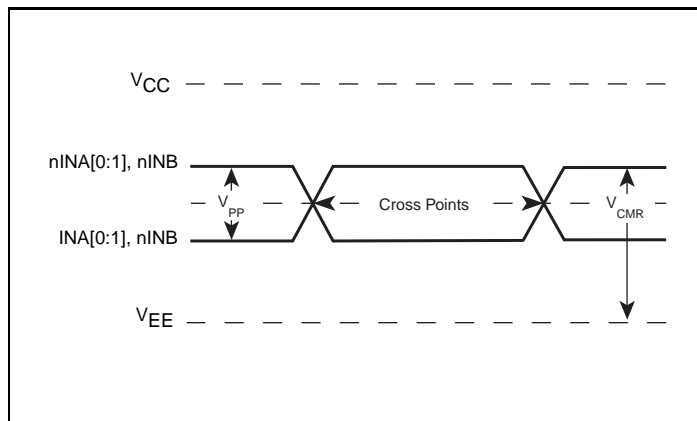 VCC
nINA[0:1], nINB
VPP
Cross Points
VCMR
INA[0:1], nINB
VEE